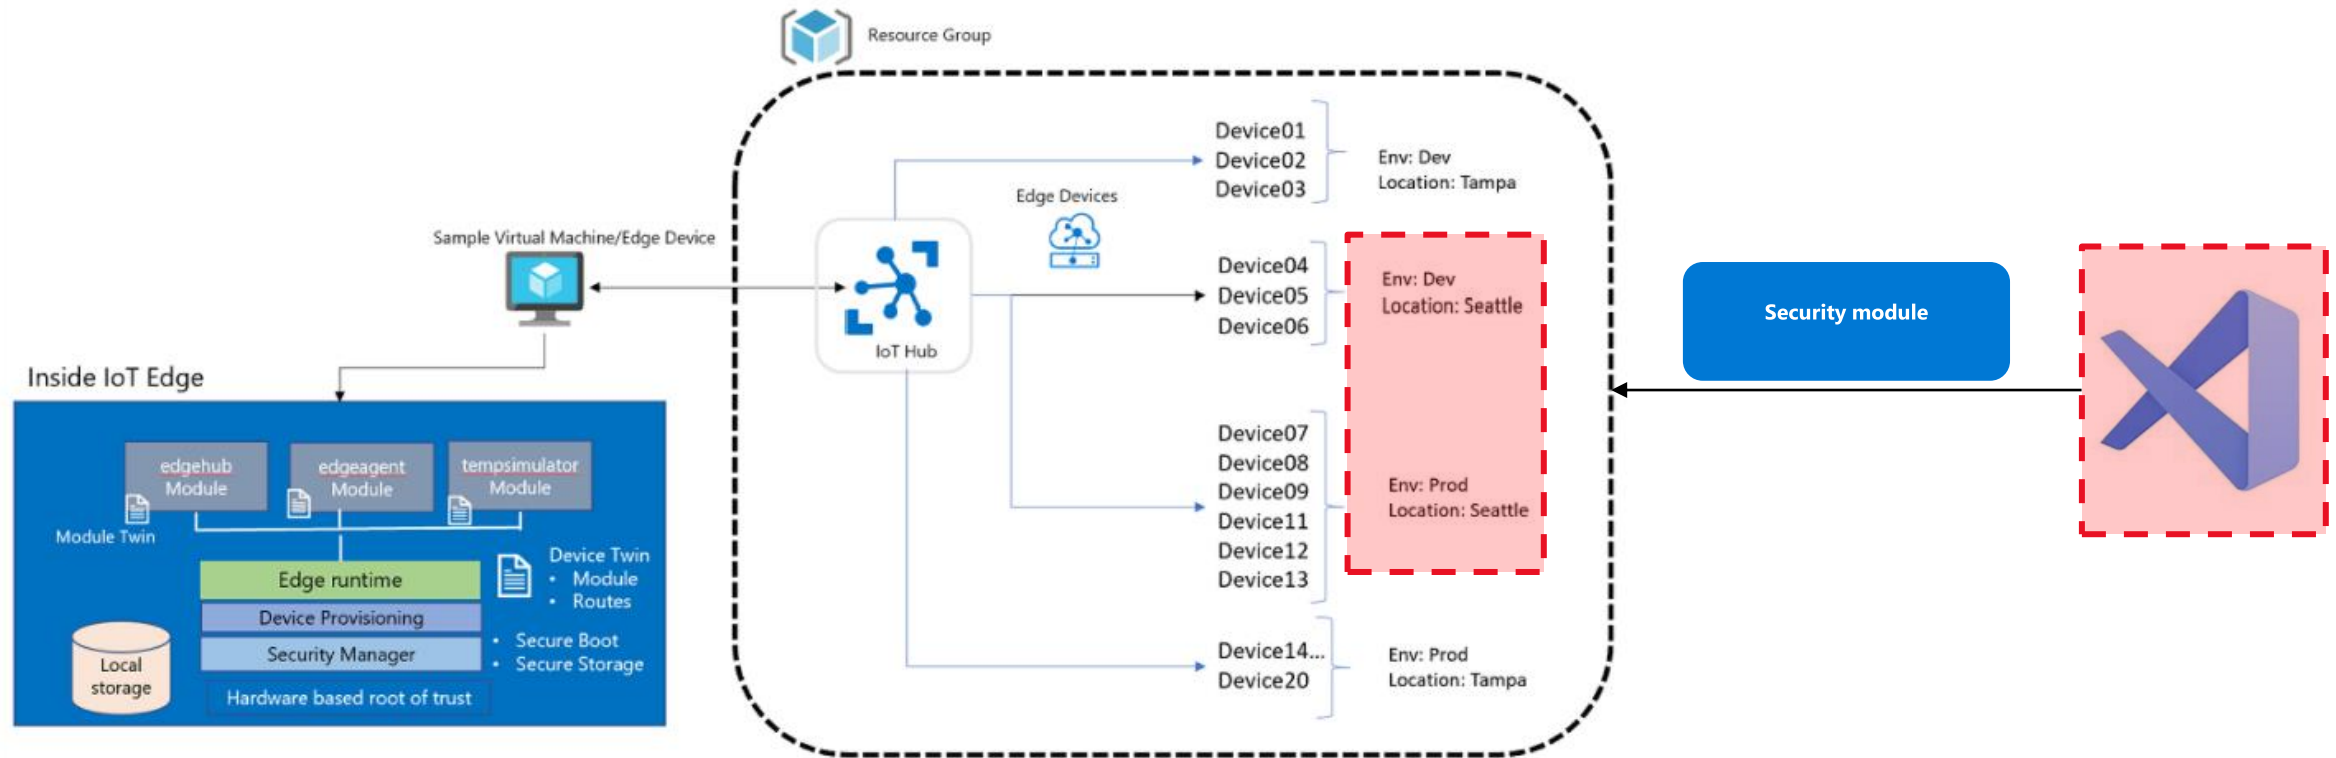 Resource Group
Device01
Device02
Device03
Env: Dev
Location: Tampa
Edge Devices
Sample Virtual Machine/Edge Device
IoT Hub
Device04
Device05
Device06
Env: Dev
Location: Seattle
Security module
Device07
Device08
Device09
Device11
Device12
Device13
Env: Prod
Location: Seattle
Device14...
Device20
Env: Prod
Location: Tampa
Inside IoT Edge
edgehub
Module
edgeagent
Module
tempsimulator
Module
Module Twin
Edge runtime
Device Provisioning
Security Manager
Hardware based root of trust
Local
storage
Device Twin
• Module
• Routes
• Secure Boot
• Secure Storage